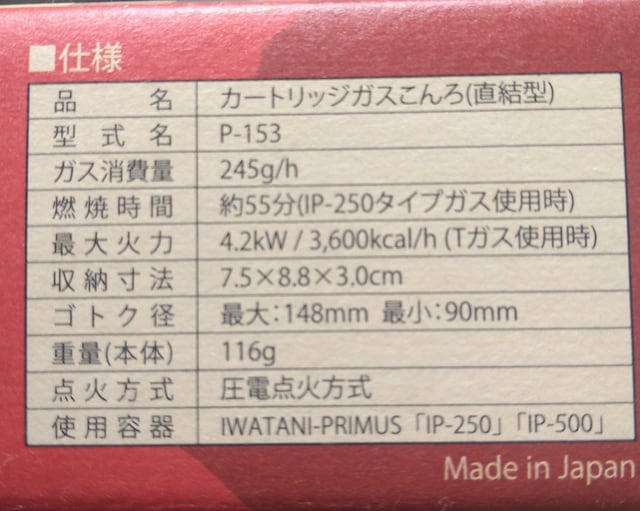 ■仕様
品名 カートリッジガスこんろ(直結型)
型式名 P-153
ガス消費量 245g/h
燃焼時間 約55分(IP-250タイプガス使用時)
最大火力 4.2kW / 3,600kcal/h (Tガス使用時)
収納寸法 7.5×8.8×3.0cm
ゴトク径 最大：148mm 最小：90mm
重量(本体) 116g
点火方式 圧電点火方式
使用容器 IWATANI-PRIMUS「IP-250」「IP-500」
Made in Japan